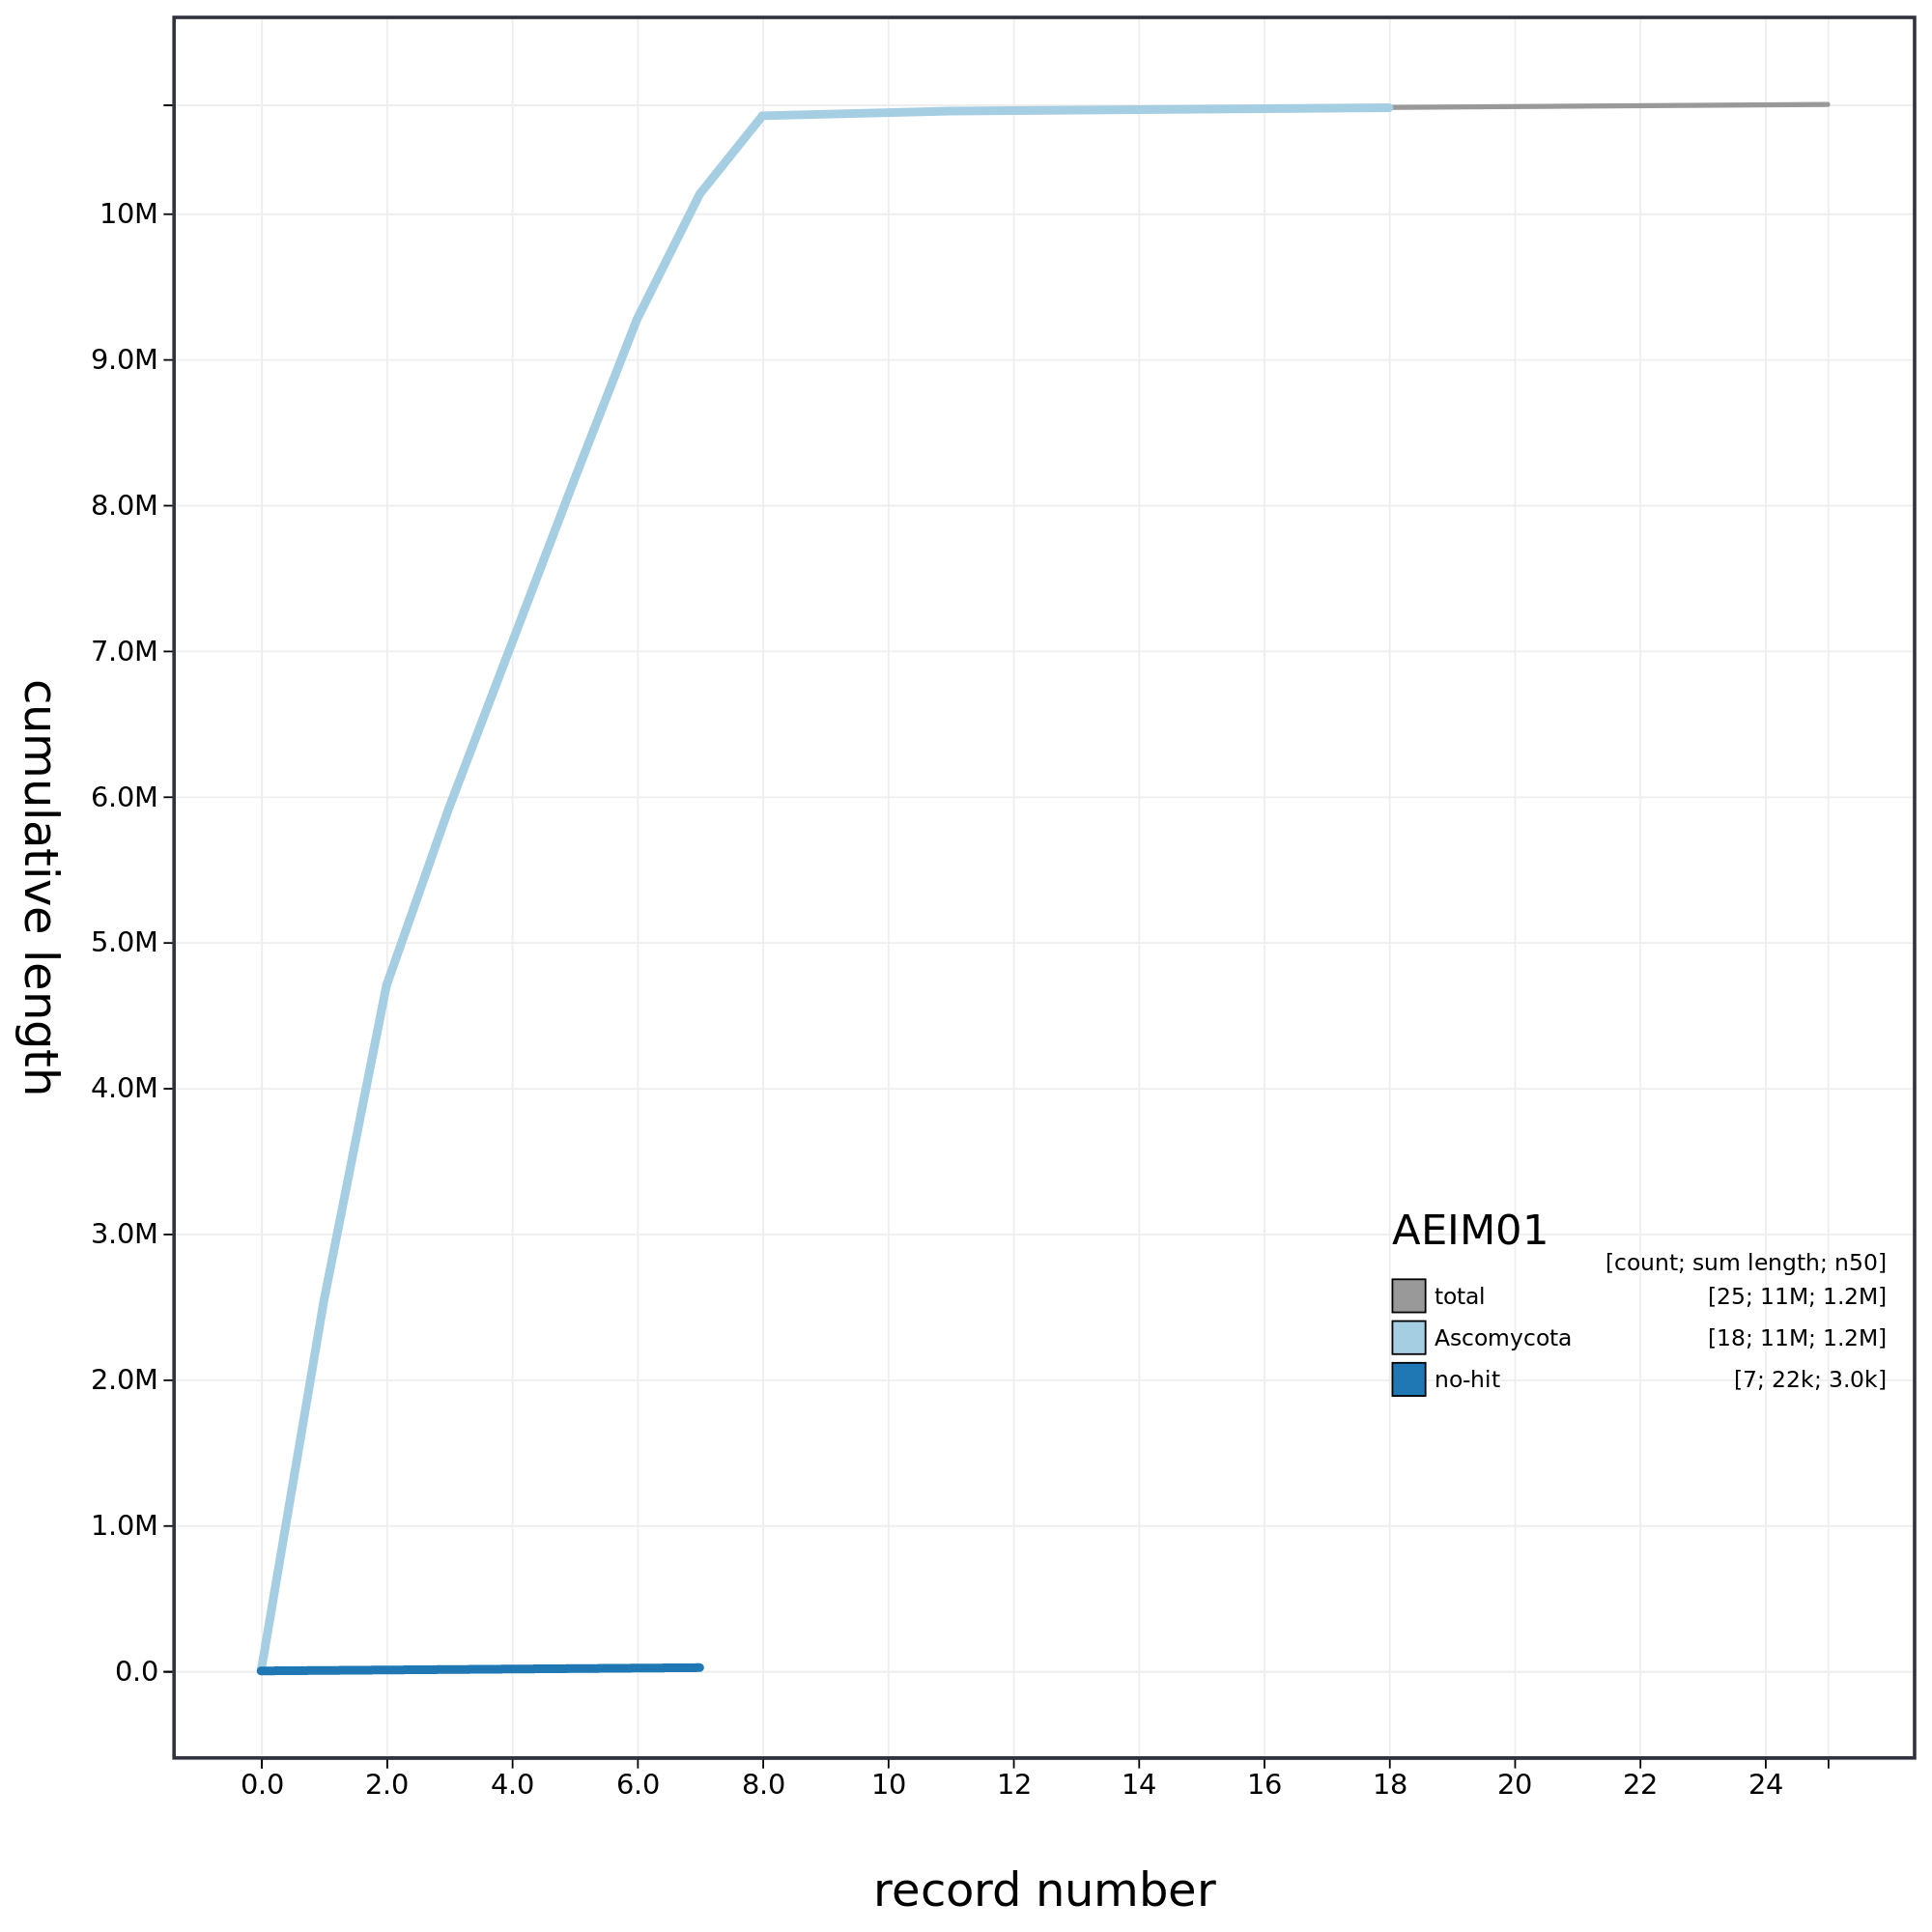 cumulative length
10M
9.0M
8.0M
7.0M
6.0M
5.0M
4.0M
3.0M
2.0M
1.0M
0.0
AEIM01
[count; sum length; n50]
total [25; 11M; 1.2M]
Ascomycota [18; 11M; 1.2M]
no-hit [7; 22k; 3.0k]
0.0 2.0 4.0 6.0 8.0 10 12 14 16 18 20 22 24
record number